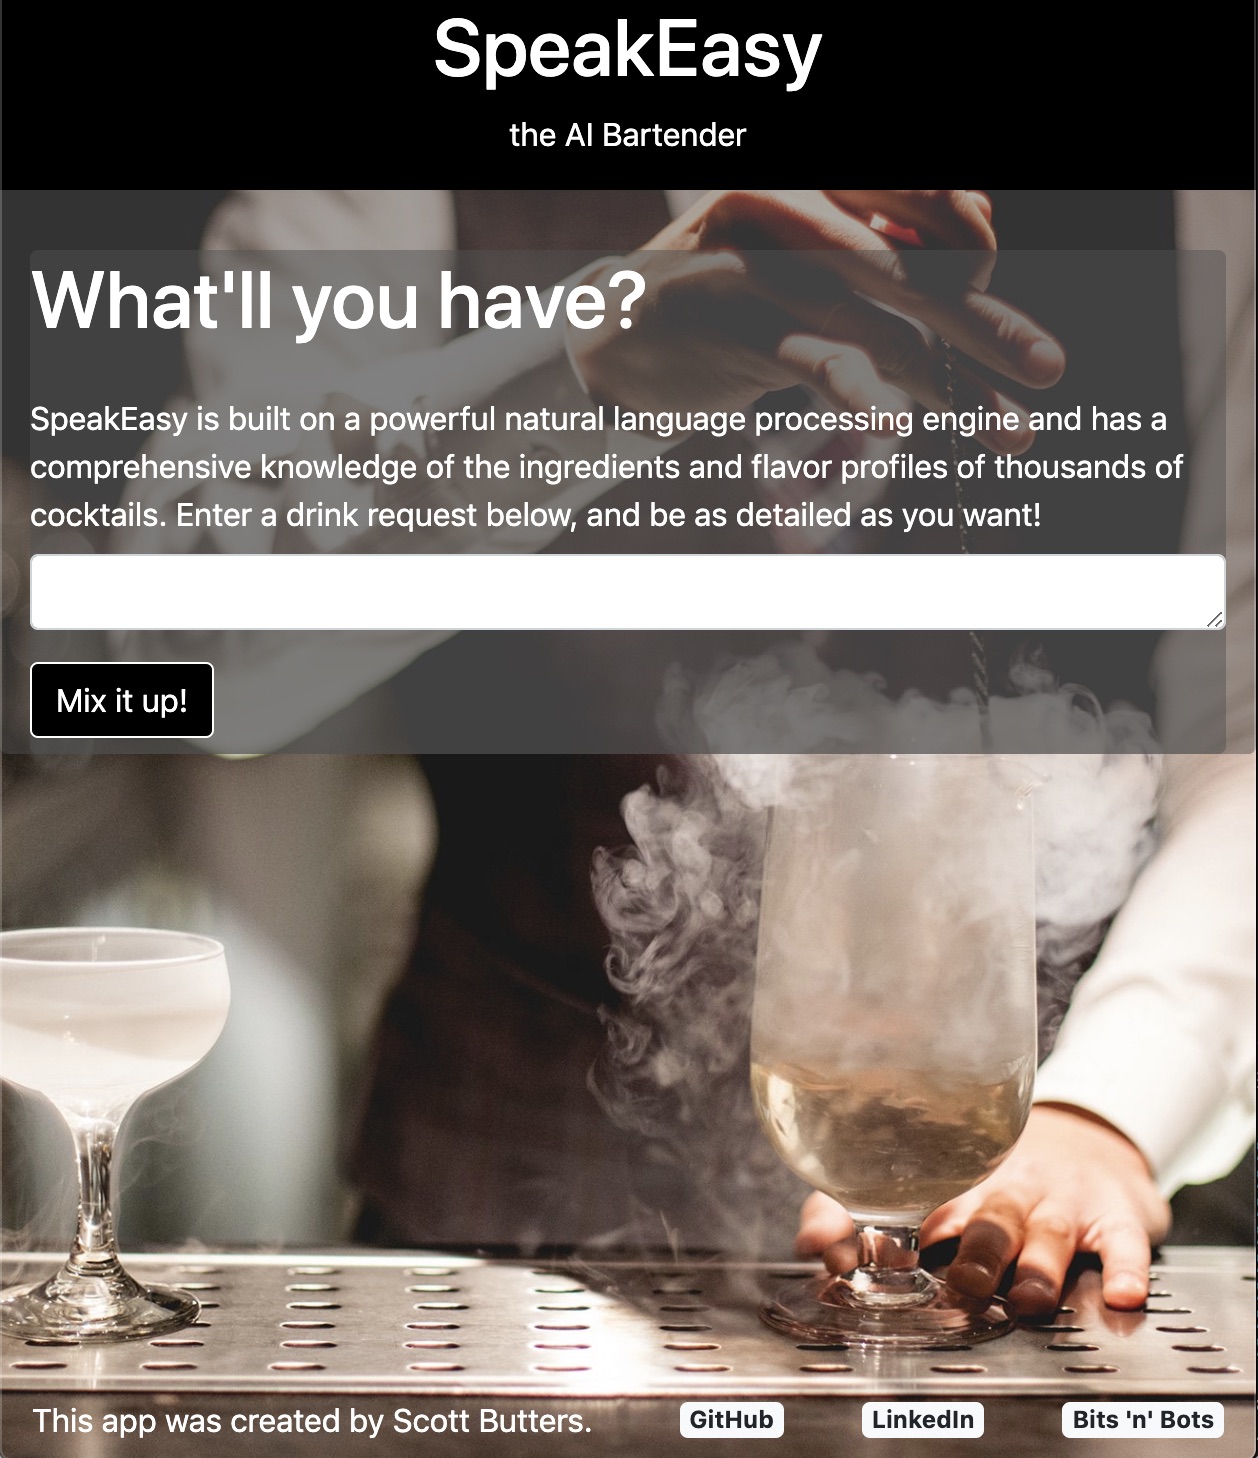 SpeakEasy
the AI Bartender
What'll you have?
SpeakEasy is built on a powerful natural language processing engine and has a
comprehensive knowledge of the ingredients and flavor profiles of thousands of
cocktails. Enter a drink request below, and be as detailed as you want!
Mix it up!
This app was created by Scott Butters. GitHub LinkedIn Bits 'n' Bots